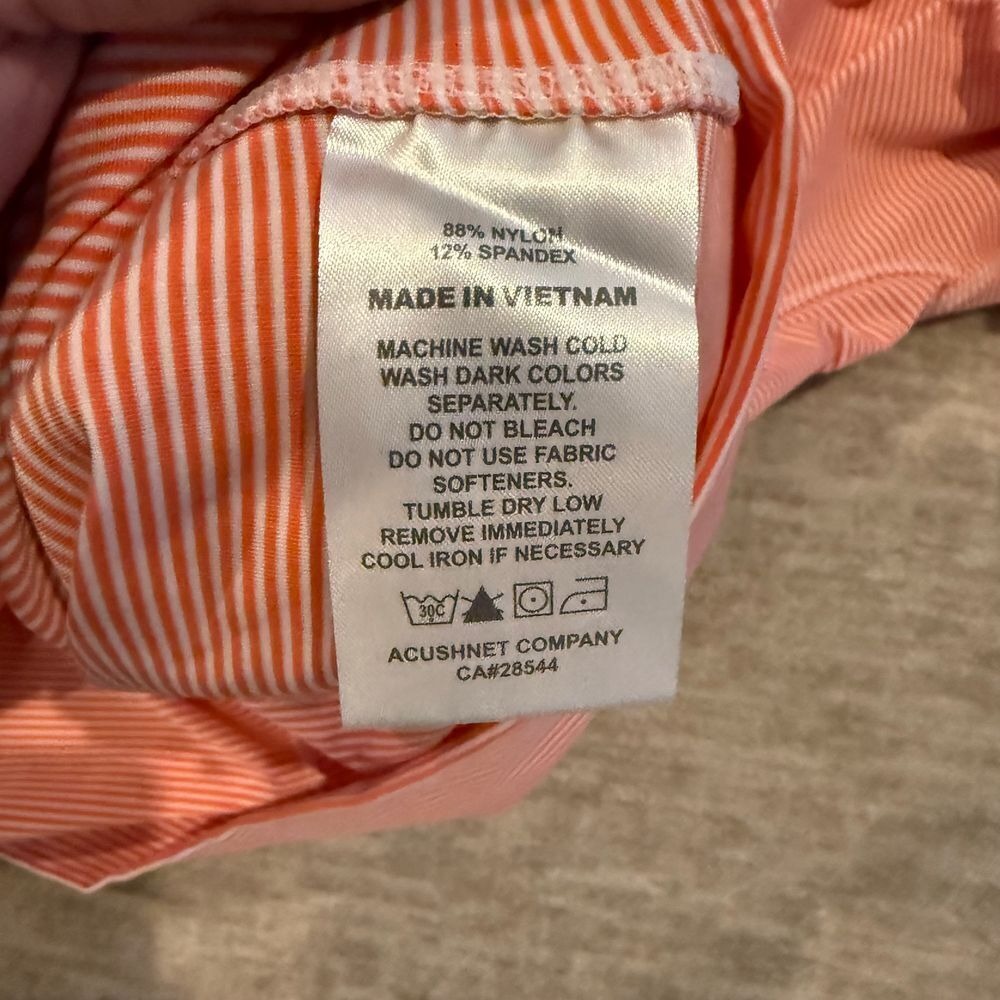 88% NYLON
12% SPANDEX
MADE IN VIETNAM
MACHINE WASH COLD
WASH DARK COLORS
SEPARATELY.
DO NOT BLEACH
DO NOT USE FABRIC
SOFTENERS.
TUMBLE DRY LOW
REMOVE IMMEDIATELY
COOL IRON IF NECESSARY
30C
ACUSHNET COMPANY
CA#28544